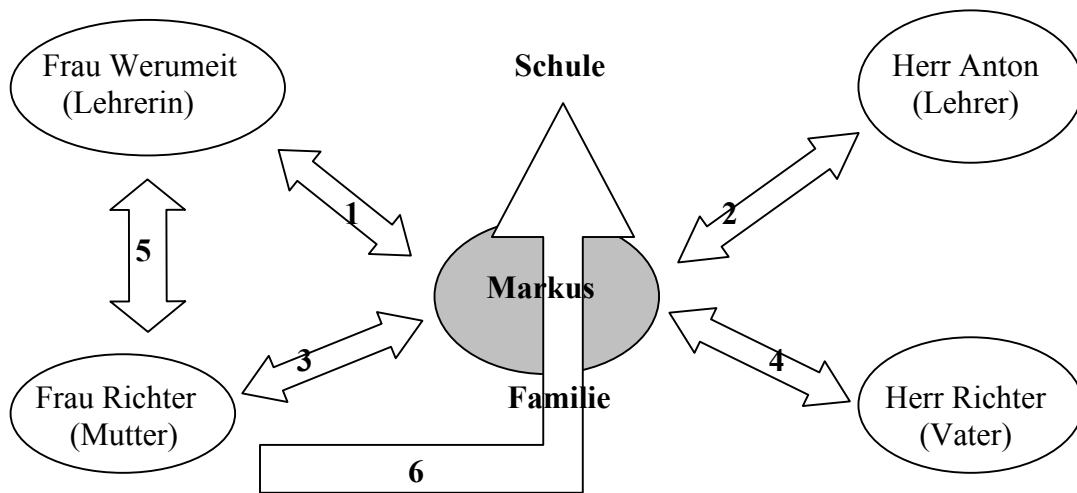 Frau Werumeit
(Lehrerin)
Schule
Herr Anton
(Lehrer)
1
2
5
Markus
3
4
Frau Richter
(Mutter)
Familie
Herr Richter
(Vater)
6